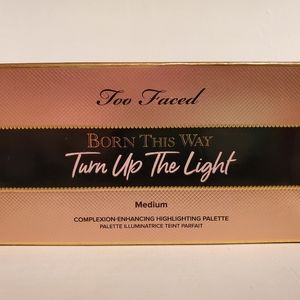 Too Faced
BORN THIS WAY
Turn Up The Light
Medium
COMPLEXION-ENHANCING HIGHLIGHTING PALETTE
PALETTE ILLUMINATRICE TEINT PARFAIT